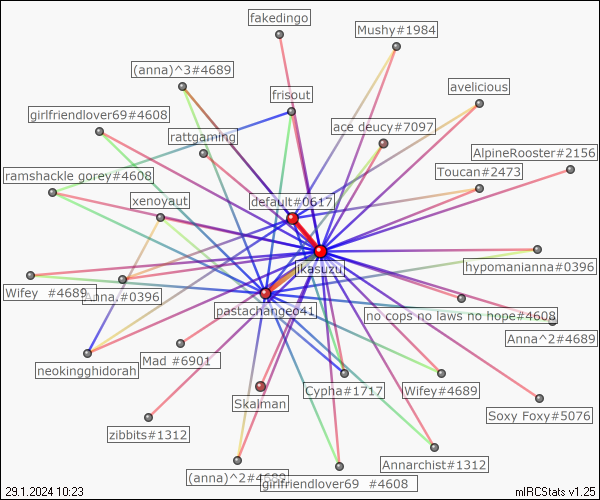 fakedingo
Mushy#1984
(anna)^3#4689
avelicious
frisout
girlfriendlover69#4608
ace deucy#7097
rattgaming
AlpineRooster#2156
ramshackle gorey#4608
Toucan#2473
xenoyaut
default#0617
ikasuzu
hypomanianna#0396
Wifey #4689
Anna.#0396
pastachangeo41
no cops no laws no hope#4608
Anna^2#4689
Mad #6901
neokingghidorah
Cypha#1717
Wifey#4689
Skalman
Soxy Foxy#5076
zibbits#1312
Annarchist#1312
(anna)^2#4689
girlfriendlover69 #4608
29.1.2024 10:23
mIRCStats v1.25